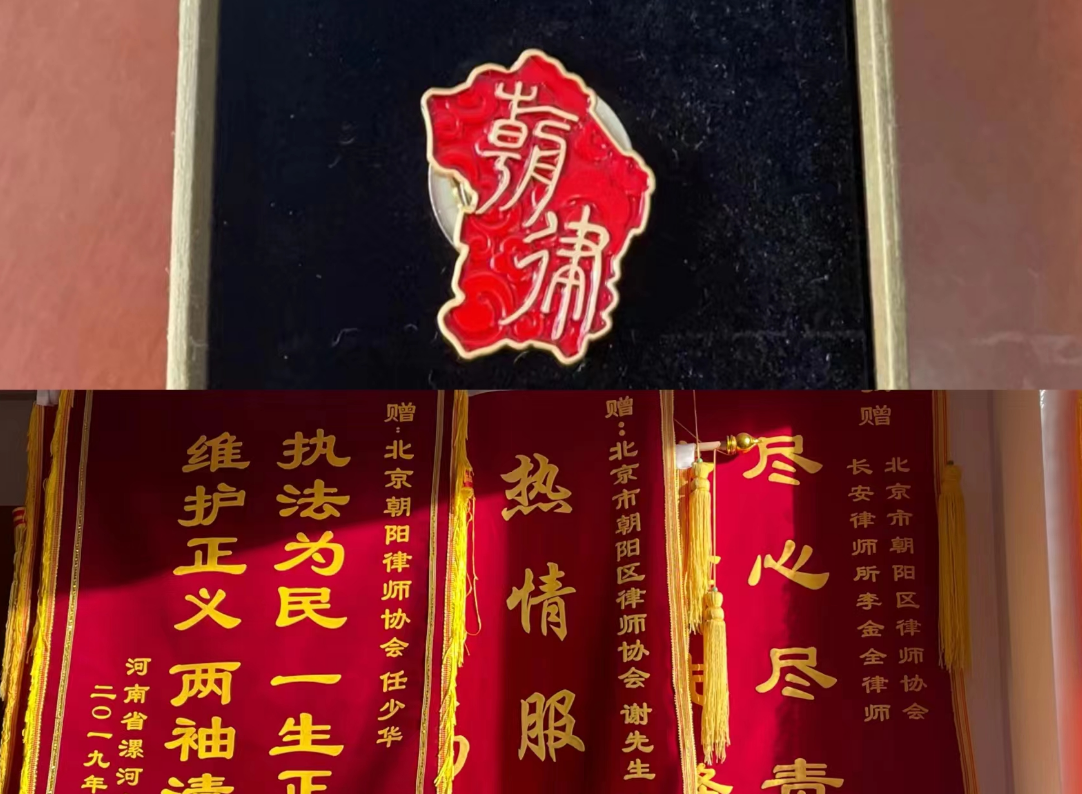 朝律
赠:北京朝阳律师协会 任少华
执法为民 一生正
维护正义 两袖清
河南省漯河
二〇一九年
赠:北京市朝阳区律师协会 谢先生
热情服
赠
北京市朝阳区律师协会
长安律师所李金全律师
尽心尽责